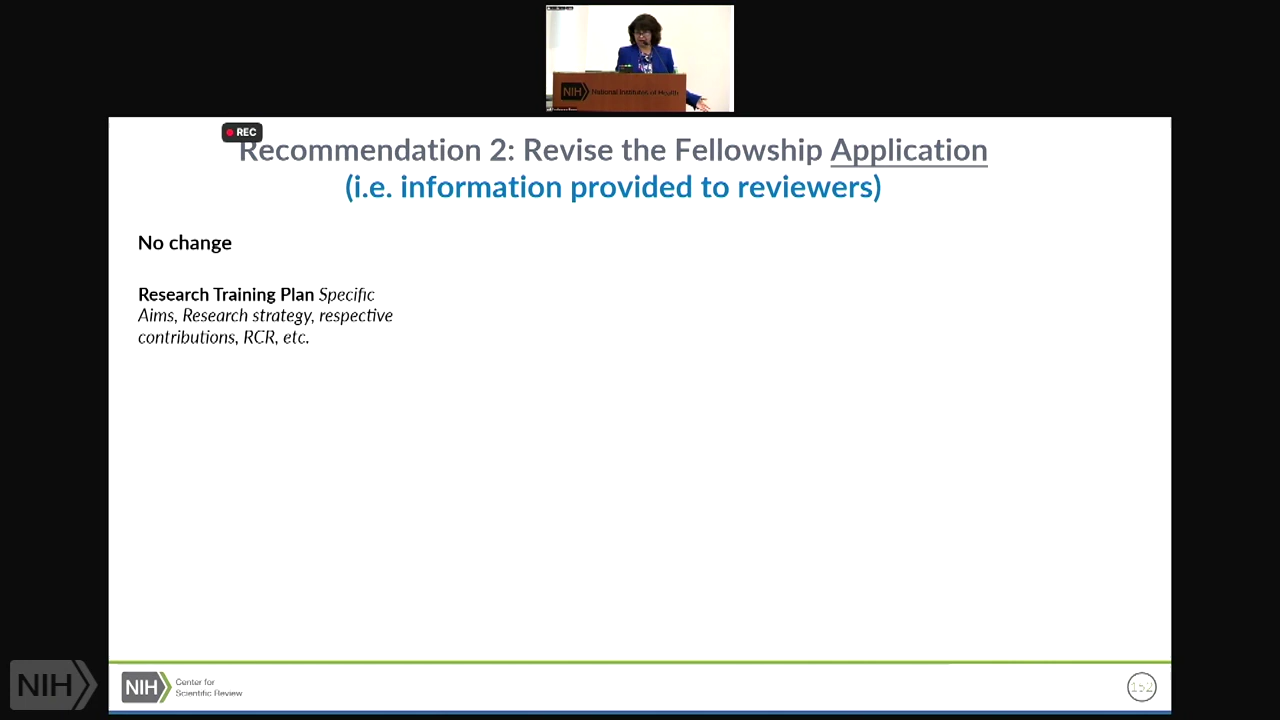 NIH National Institutes of Health
REC
Recommendation 2: Revise the Fellowship Application
(i.e. information provided to reviewers)
No change
Research Training Plan Specific
Aims, Research strategy, respective
contributions, RCR, etc.
NIH
NIH
Center for
Scientific Review
152